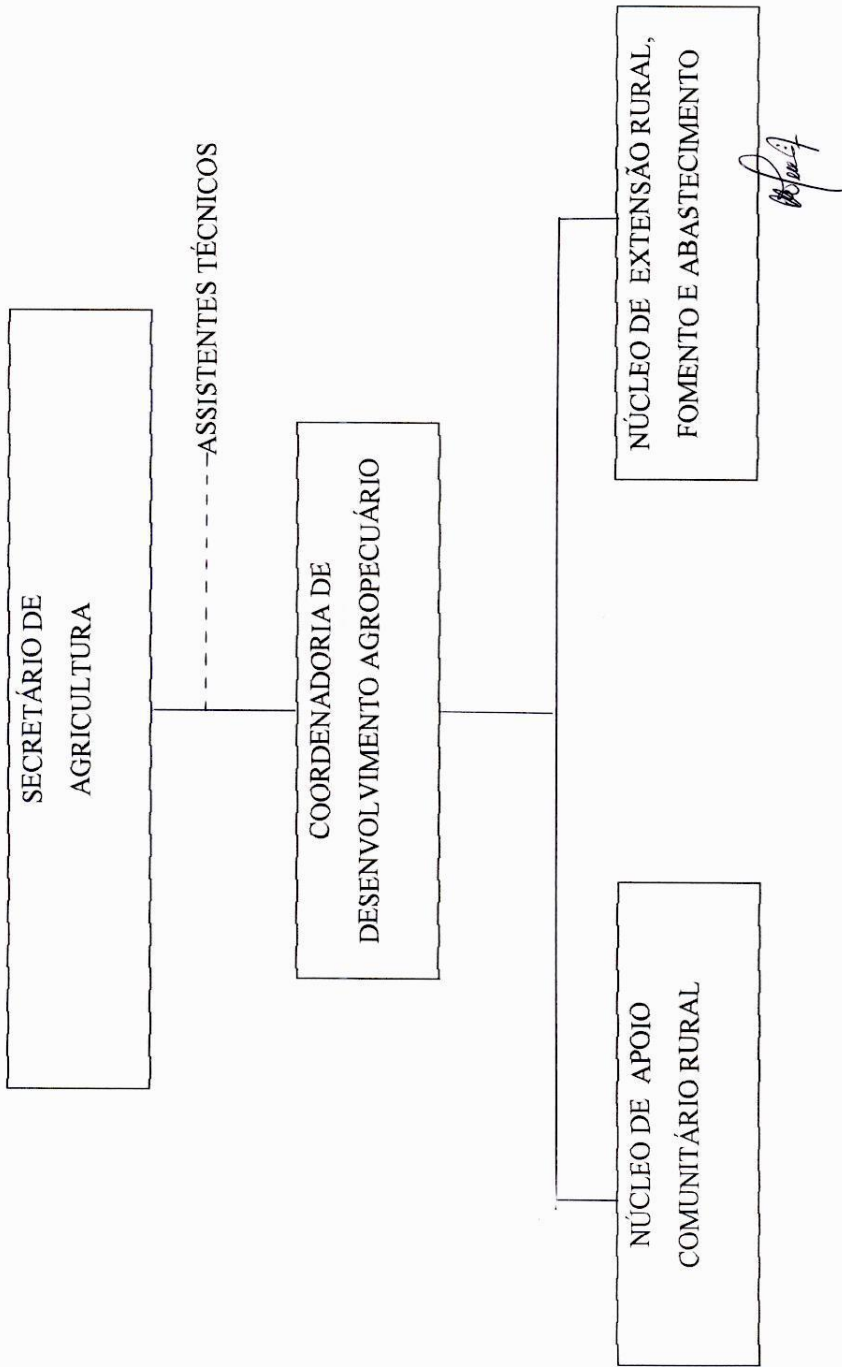 SECRETÁRIO DE
AGRICULTURA
ASSISTENTES TÉCNICOS
COORDENADORIA DE
DESENVOLVIMENTO AGROPECUÁRIO
NÚCLEO DE APOIO
COMUNITÁRIO RURAL
NÚCLEO DE EXTENSÃO RURAL,
FOMENTO E ABASTECIMENTO